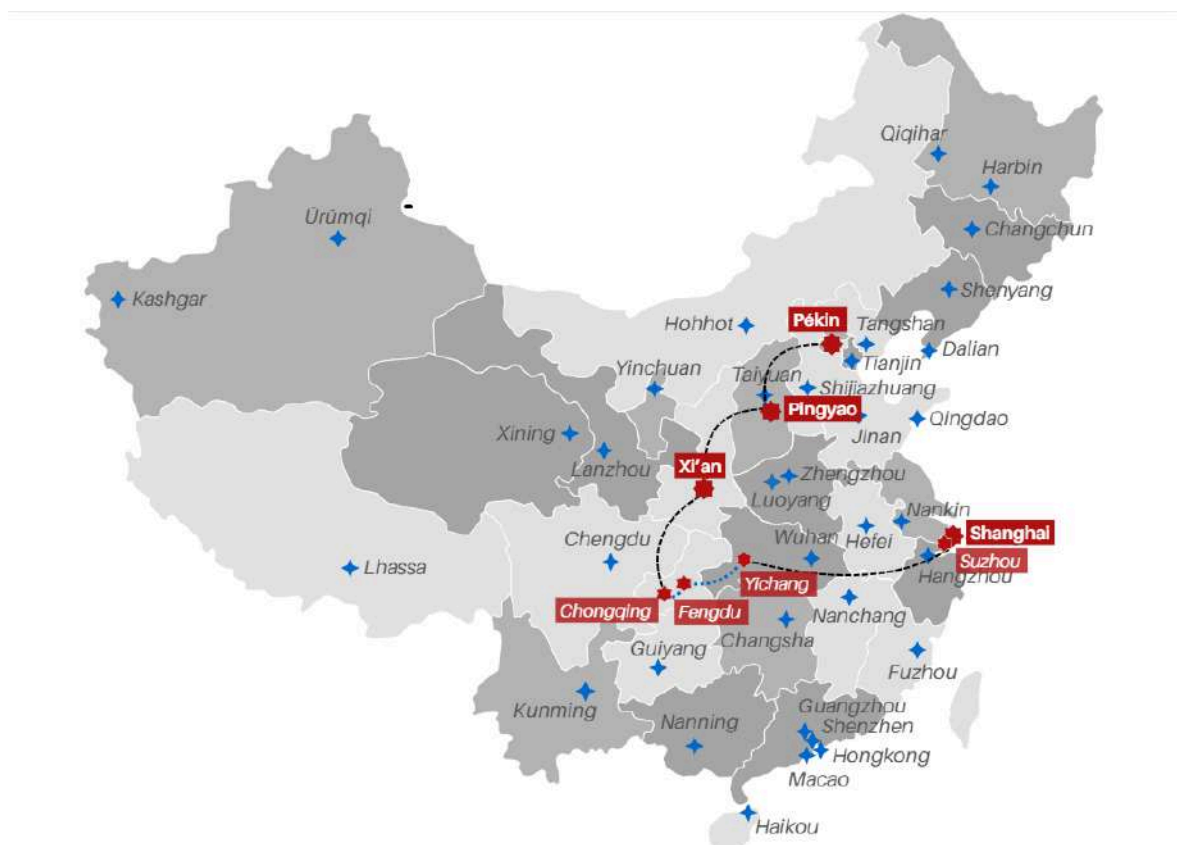 Qiqihar
Harbin
Ürümqi
Changchun
Kashgar
Shenyang
Hohhot
Pékin
Tangshan
Dalian
Tianjin
Yinchuan
Taiyuan
Shijiazhuang
Pingyao
Qingdao
Jinan
Xining
Lanzhou
Xi'an
Zhengzhou
Luoyang
Nankin
Shanghai
Hefei
Wuhan
Chengdu
Suzhou
Lhassa
Hangzhou
Yichang
Chongqing
Fengdu
Nanchang
Changsha
Guiyang
Fuzhou
Kunming
Nanning
Guangzhou
Shenzhen
Hongkong
Macao
Haikou